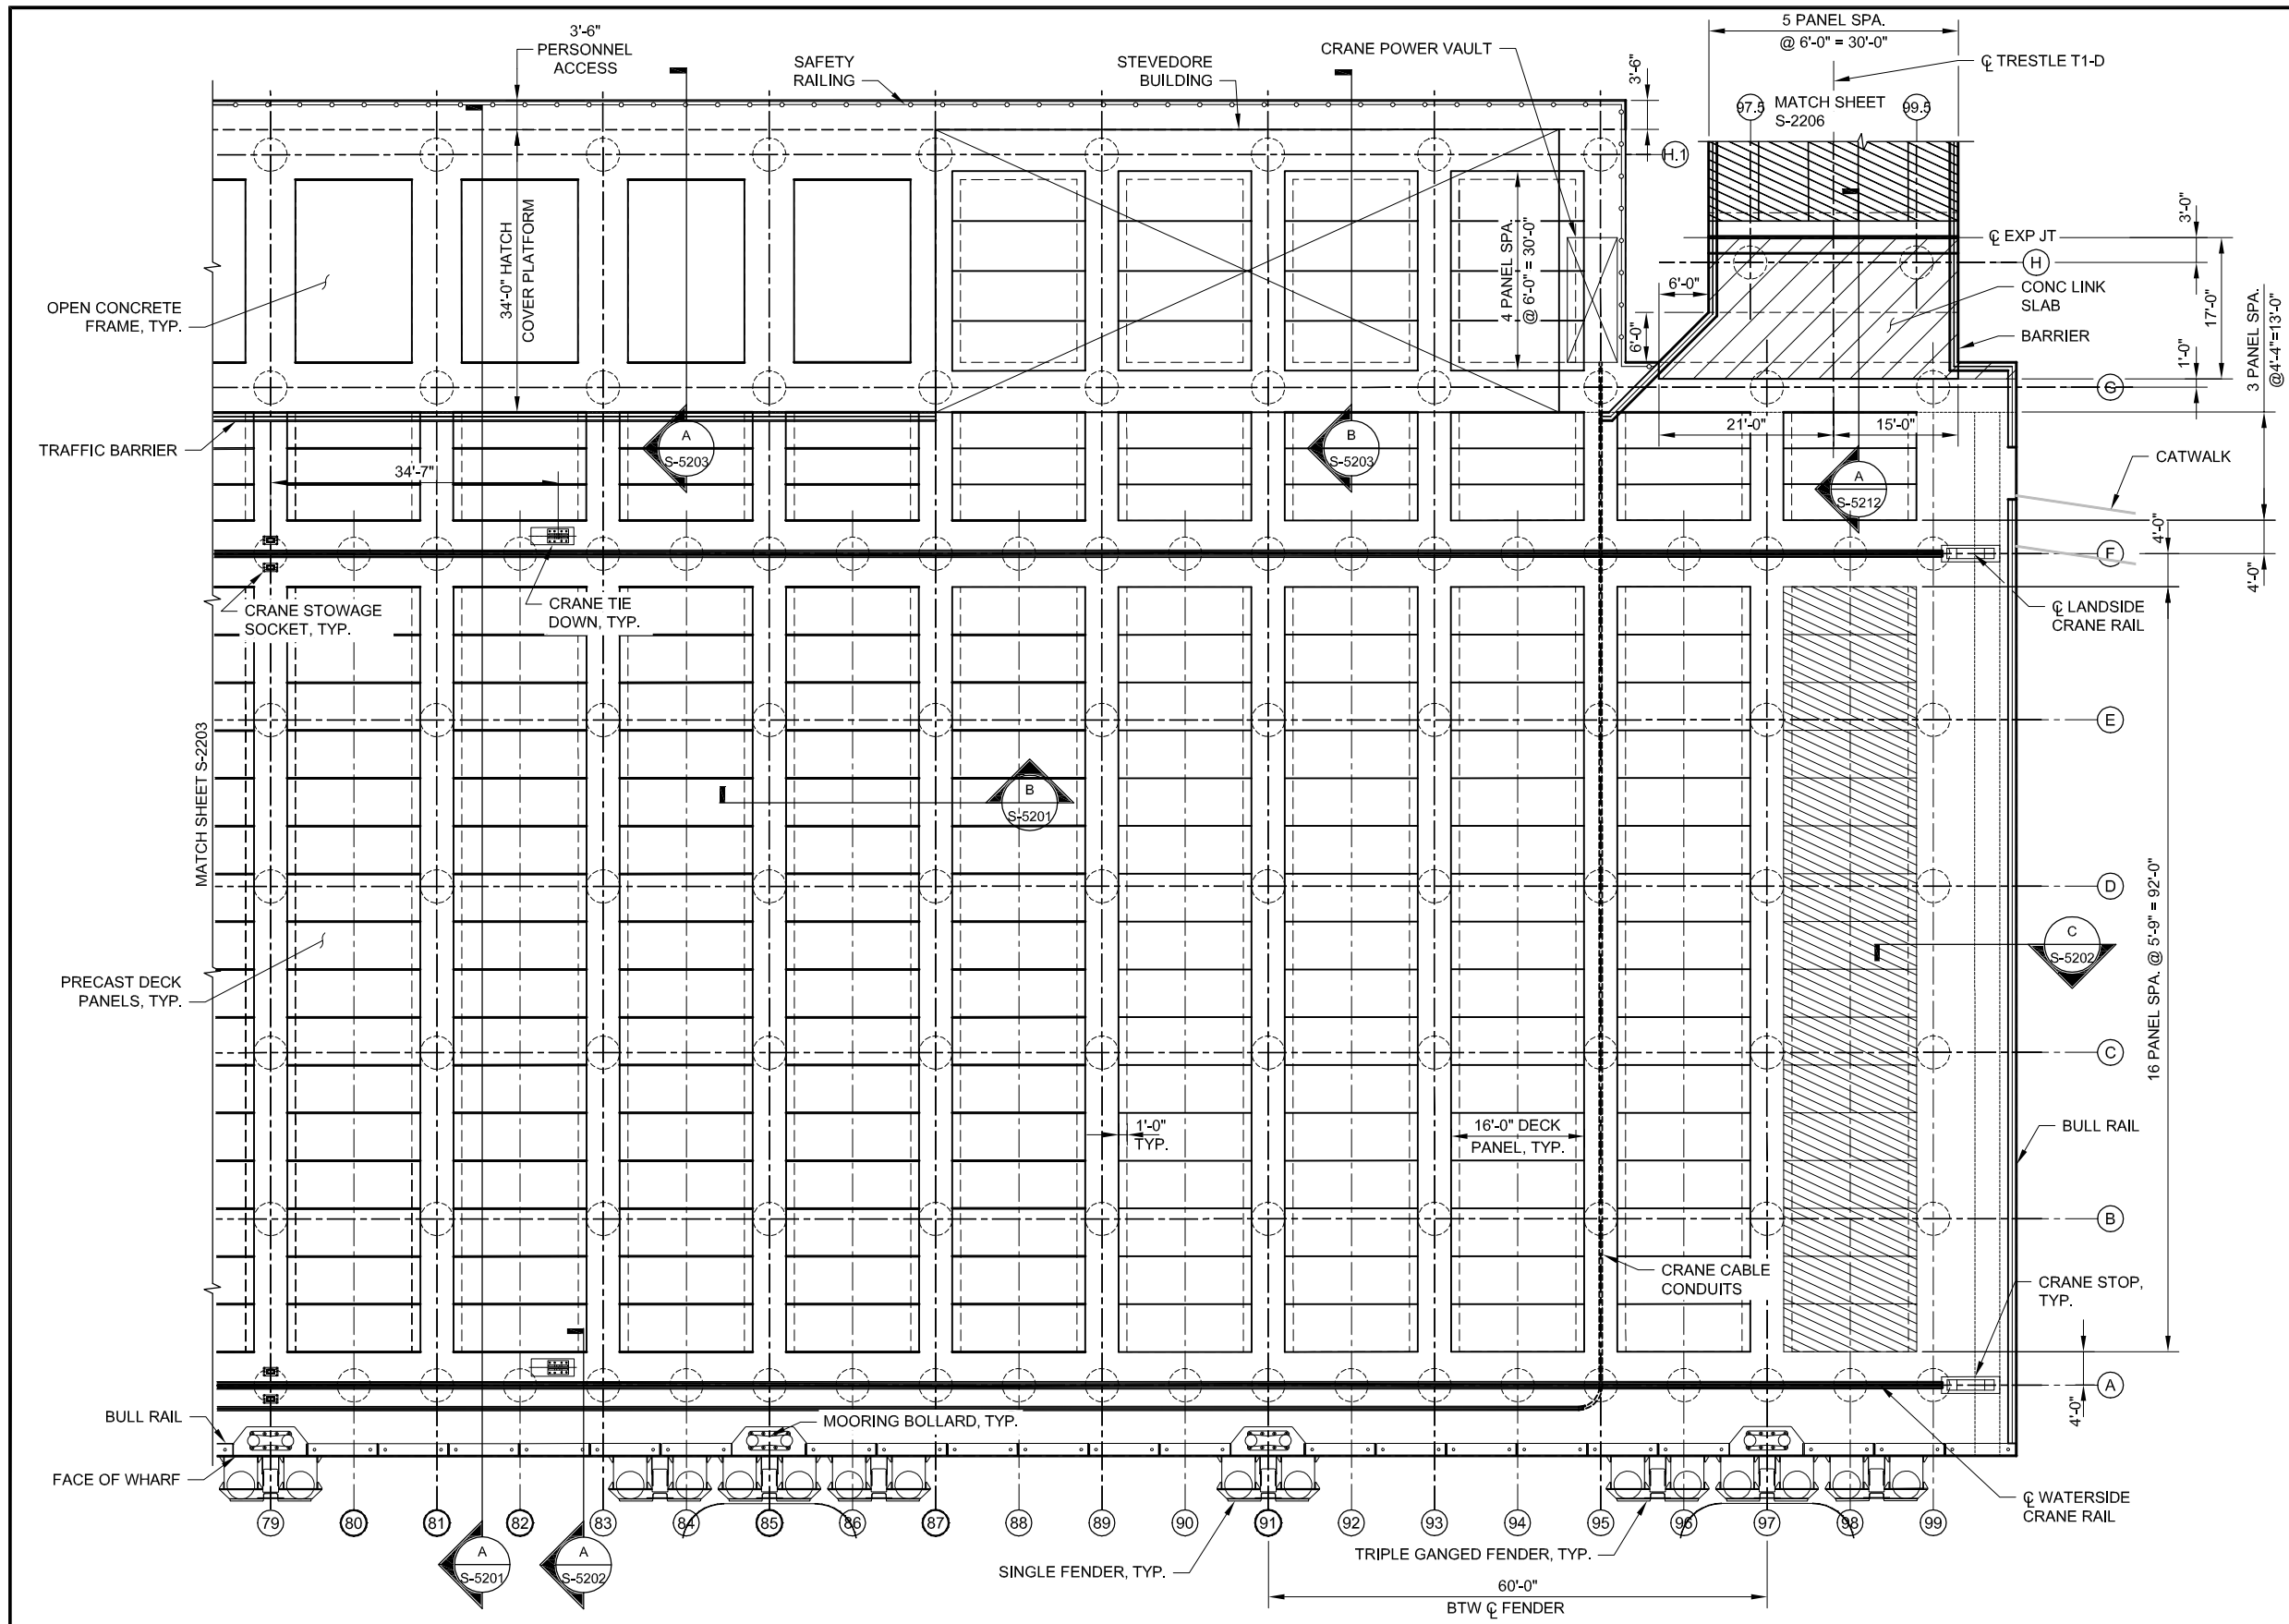 5 PANEL SPA.
@ 6'-0" = 30'-0"
3'-6"
PERSONNEL
ACCESS
SAFETY
RAILING
STEVEDORE
BUILDING
CRANE POWER VAULT
3'-6"
℄ TRESTLE T1-D
97.5
MATCH SHEET
S-2206
99.5
H.1
34'-0" HATCH
COVER PLATFORM
4 PANEL SPA.
@ 6'-0" = 30'-0"
3'-0"
℄ EXP JT
H
6'-0"
CONC LINK
SLAB
17'-0"
3 PANEL SPA.
@4'-4"=13'-0"
OPEN CONCRETE
FRAME, TYP.
6'-0"
BARRIER
1'-0"
G
TRAFFIC BARRIER
A
S-5203
B
S-5203
21'-0"
15'-0"
CATWALK
34'-7"
A
S-5212
4'-0"
F
4'-0"
CRANE STOWAGE
SOCKET, TYP.
CRANE TIE
DOWN, TYP.
℄ LANDSIDE
CRANE RAIL
MATCH SHEET S-2203
E
B
S-5201
D
16 PANEL SPA. @ 5'-9" = 92'-0"
C
S-5202
PRECAST DECK
PANELS, TYP.
C
1'-0"
TYP.
16'-0" DECK
PANEL, TYP.
BULL RAIL
B
CRANE CABLE
CONDUITS
CRANE STOP,
TYP.
A
4'-0"
BULL RAIL
MOORING BOLLARD, TYP.
FACE OF WHARF
℄ WATERSIDE
CRANE RAIL
79
80
81
82
83
84
85
86
87
88
89
90
91
92
93
94
95
96
97
98
99
A
S-5201
A
S-5202
SINGLE FENDER, TYP.
TRIPLE GANGED FENDER, TYP.
60'-0"
BTW ℄ FENDER